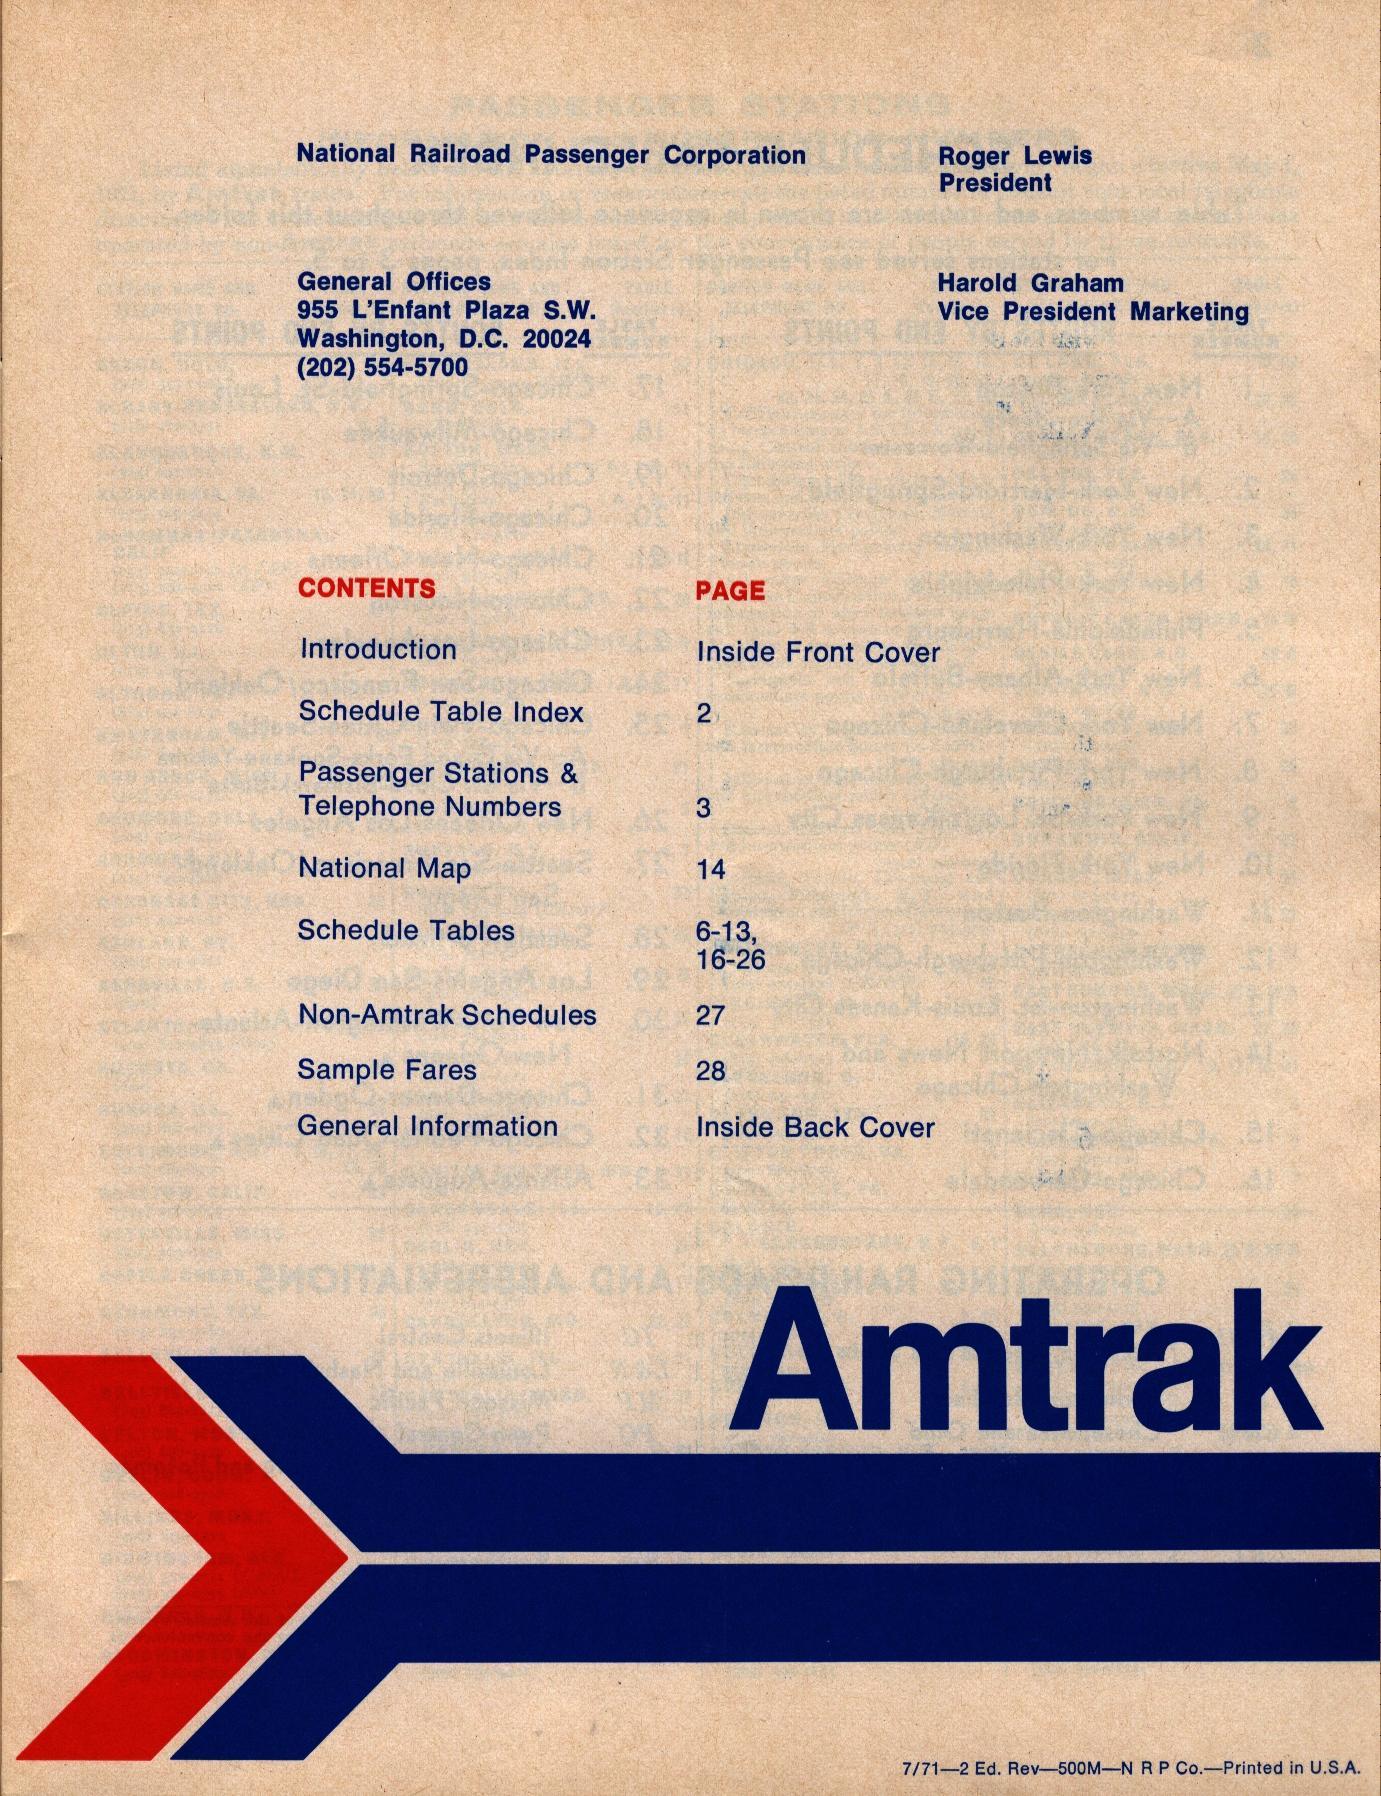 National Railroad Passenger Corporation
Roger Lewis
President
General Offices
955 L'Enfant Plaza S.W.
Washington, D.C. 20024
(202) 554-5700
Harold Graham
Vice President Marketing
CONTENTS PAGE
Introduction Inside Front Cover
Schedule Table Index 2
Passenger Stations &
Telephone Numbers 3
National Map 14
Schedule Tables 6-13,
16-26
Non-Amtrak Schedules 27
Sample Fares 28
General Information Inside Back Cover
Amtrak
7/71—2 Ed. Rev—500M—N R P Co.—Printed in U.S.A.